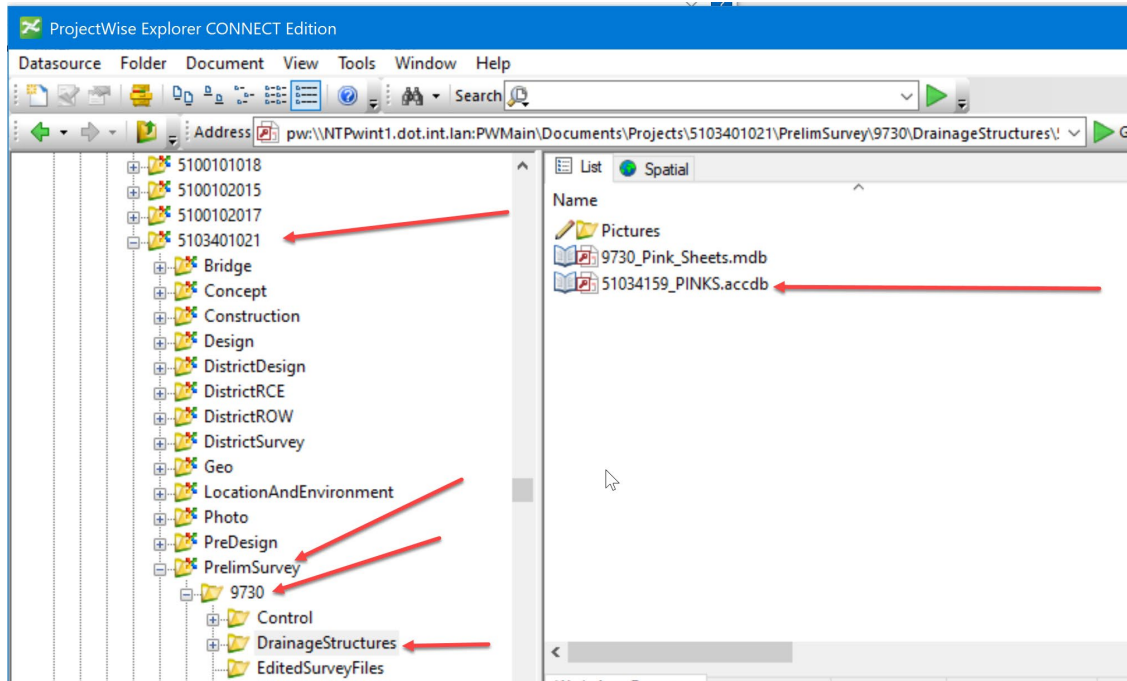 ProjectWise Explorer CONNECT Edition
Datasource Folder Document View Tools Window Help
Search
Address pw:\\NTPwint1.dot.int.lan:PWMain\Documents\Projects\5103401021\PrelimSurvey\9730\DrainageStructures\
5100101018
5100102015
5100102017
5103401021
Bridge
Concept
Construction
Design
DistrictDesign
DistrictRCE
DistrictROW
DistrictSurvey
Geo
LocationAndEnvironment
Photo
PreDesign
PrelimSurvey
9730
Control
DrainageStructures
EditedSurveyFiles
List Spatial
Name
Pictures
9730_Pink_Sheets.mdb
51034159_PINKS.accdb